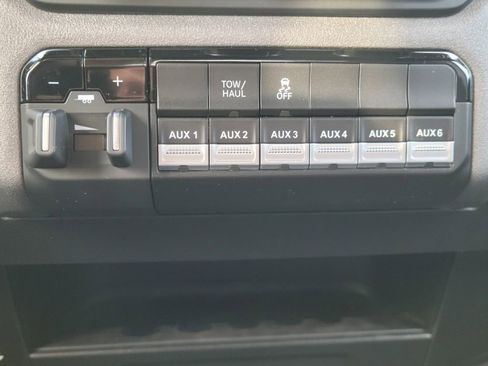 - +
TOW/
HAUL
OFF
AUX 1 AUX 2 AUX 3 AUX 4 AUX 5 AUX 6